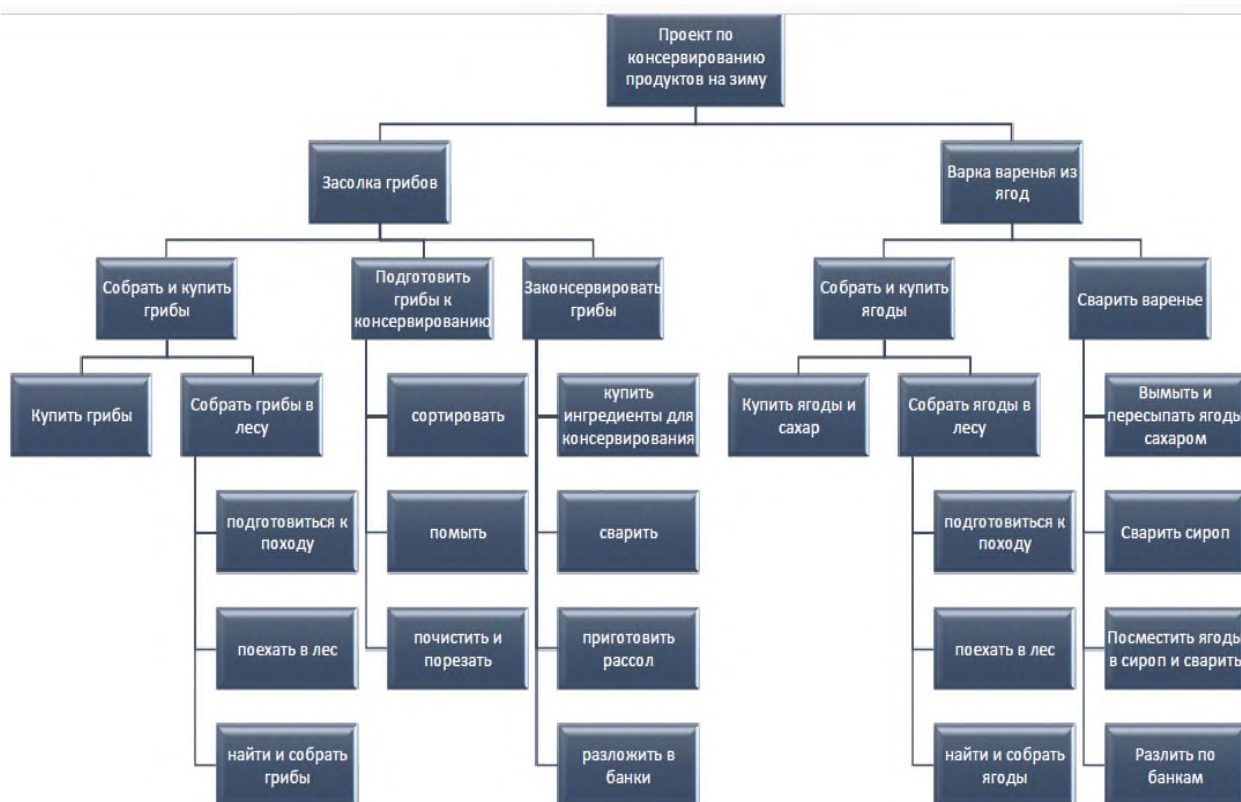 Проект по
консервированию
продуктов на зиму
Засолка грибов
Варка варенья из
ягод
Собрать и купить
грибы
Подготовить
грибы к
консервированию
Законсервировать
грибы
Собрать и купить
ягоды
Сварить варенье
Купить грибы
Собрать грибы в
лесу
сортировать
купить
ингредиенты для
консервирования
Купить ягоды и
сахар
Собрать ягоды в
лесу
Вымыть и
пересыпать ягоды
сахаром
подготовиться к
походу
помыть
сварить
подготовиться к
походу
Сварить сироп
поехать в лес
почистить и
порезать
приготовить
рассол
поехать в лес
Посместить ягоды
в сироп и сварить
найти и собрать
грибы
разложить в
банки
найти и собрать
ягоды
Разлить по
банкам